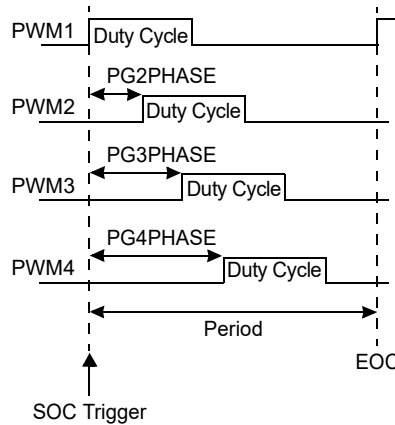 PWM1
Duty Cycle
PG2PHASE
PWM2
Duty Cycle
PG3PHASE
PWM3
Duty Cycle
PG4PHASE
PWM4
Duty Cycle
Period
EOC
SOC Trigger